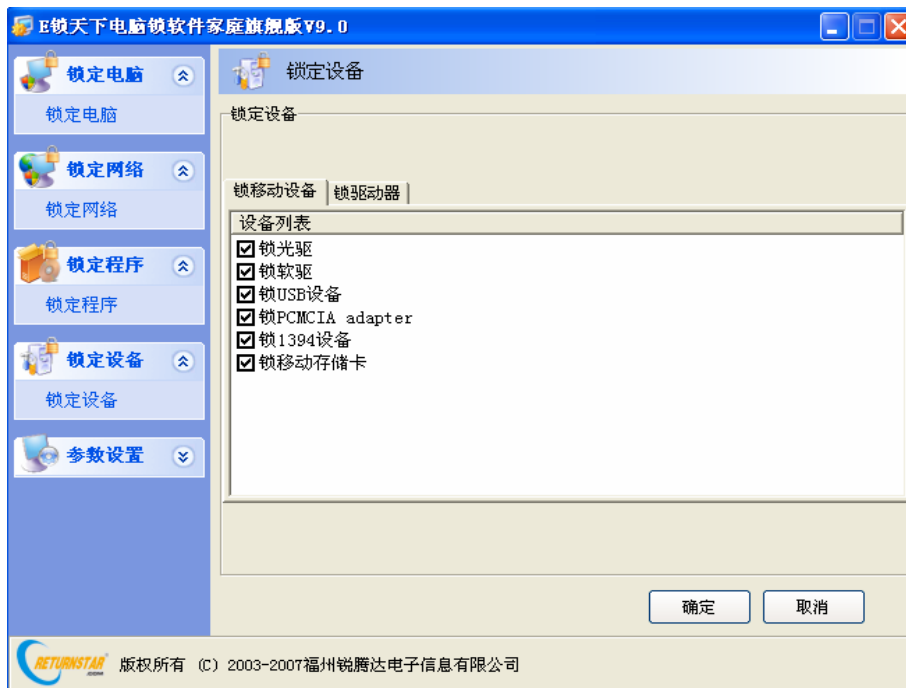 E锁天下电脑锁软件家庭旗舰版V9.0
锁定电脑
锁定电脑
锁定网络
锁定网络
锁定程序
锁定程序
锁定设备
锁定设备
参数设置
锁定设备
锁定设备
锁移动设备 锁驱动器
设备列表
锁光驱
锁软驱
锁USB设备
锁PCMCIA adapter
锁1394设备
锁移动存储卡
确定 取消
RETURNSTAR 版权所有 (C) 2003-2007福州锐腾达电子信息有限公司